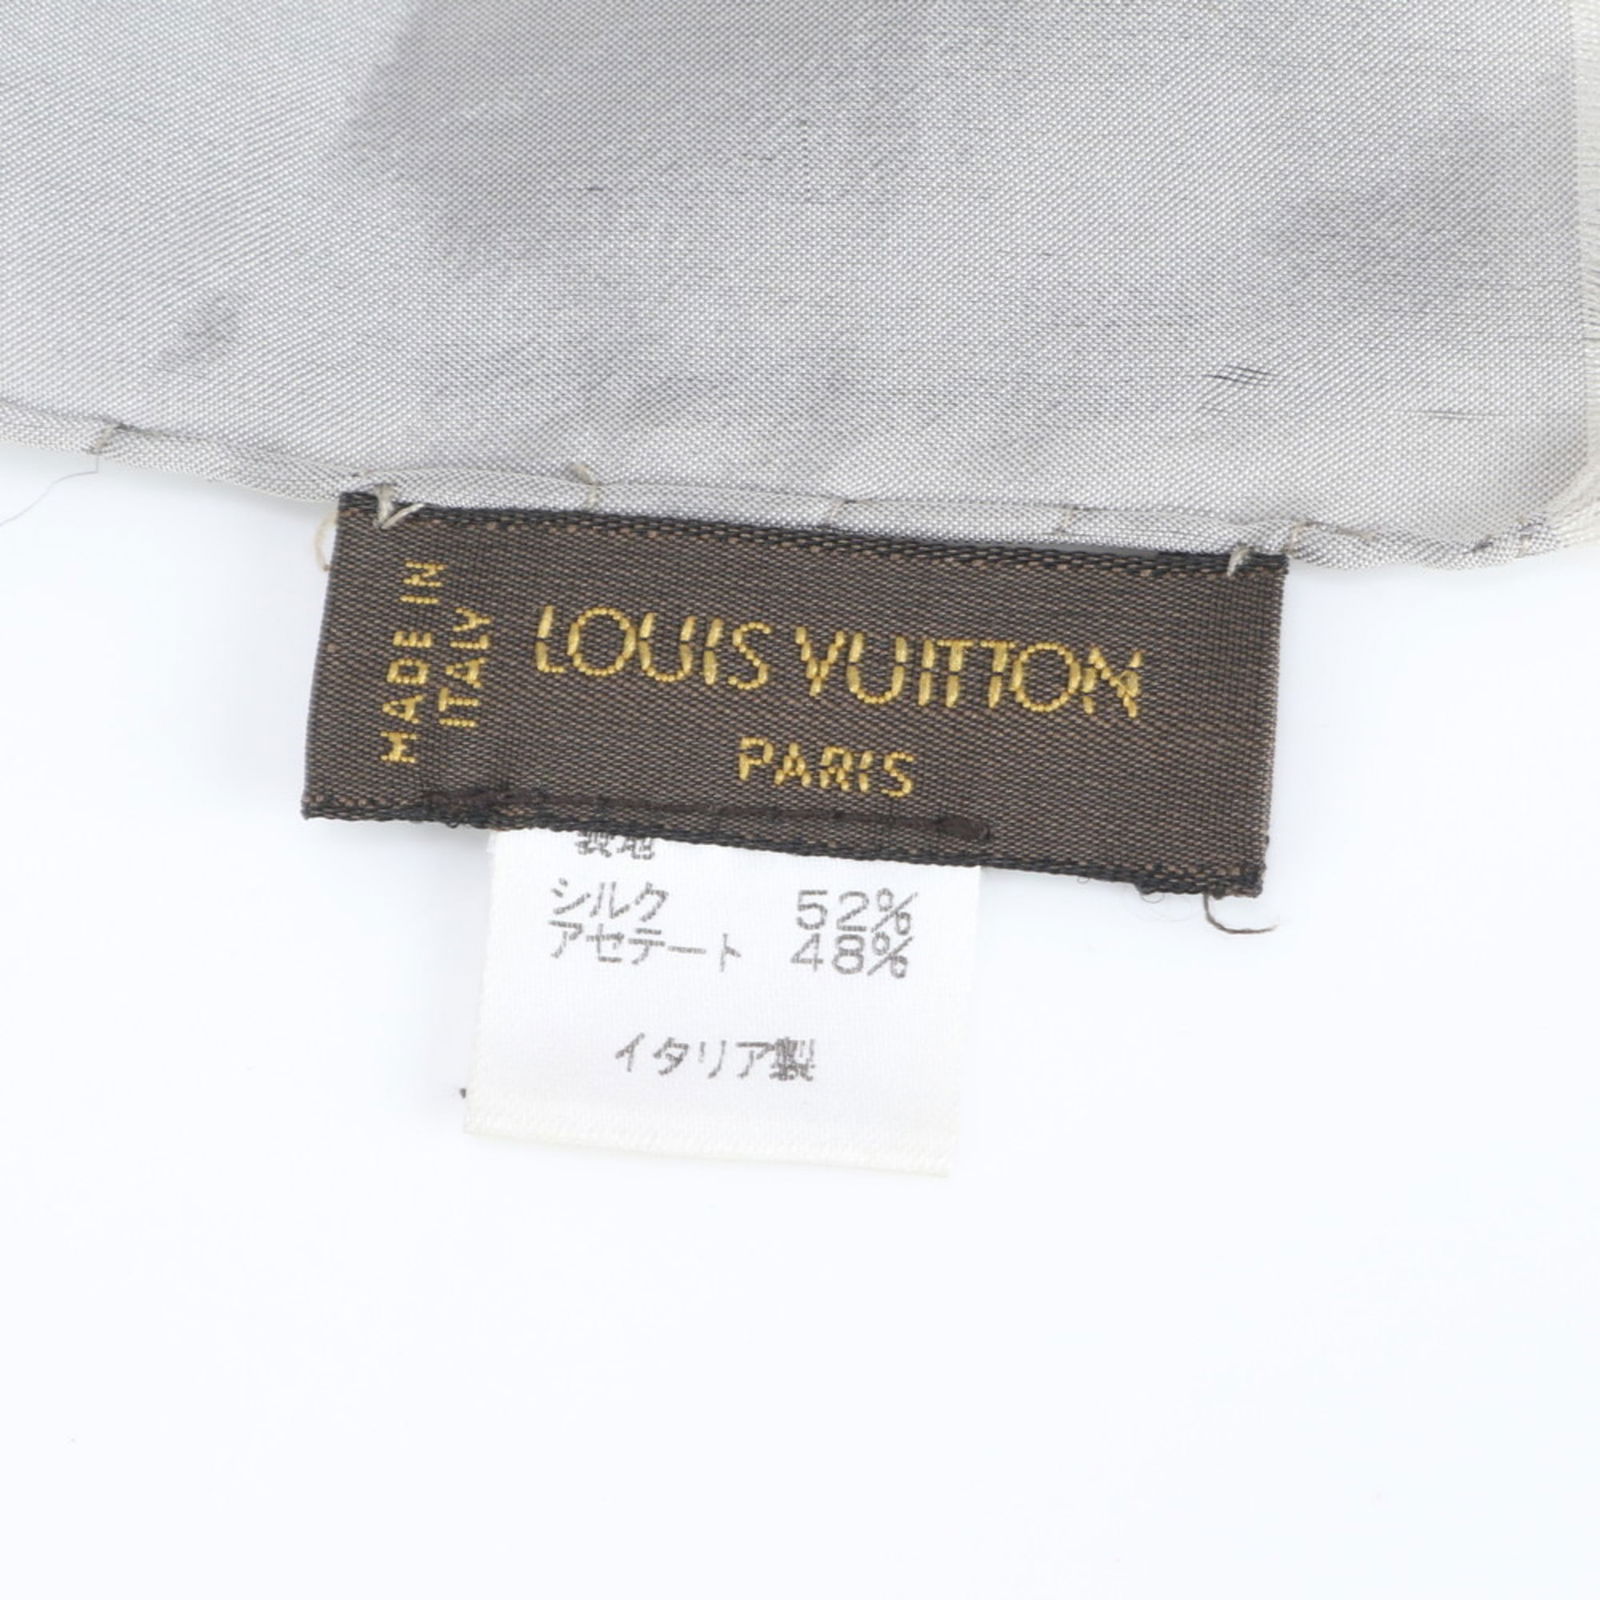 MADE IN
ITALY
LOUIS VUITTON
PARIS
シルク 52%
アセテート 48%
イタリア製